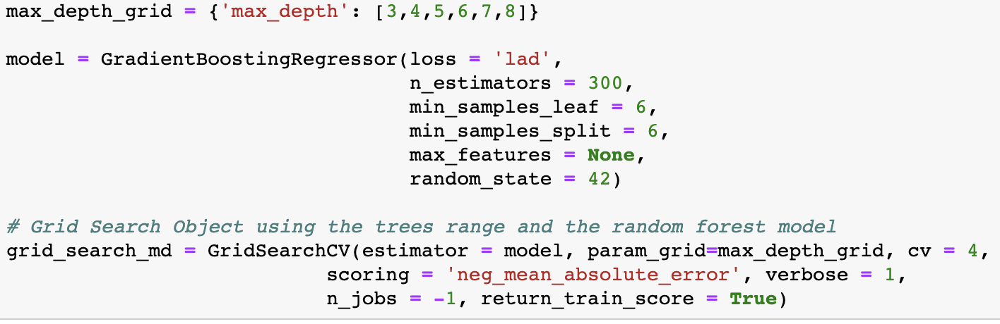 max_depth_grid = {'max_depth': [3,4,5,6,7,8]}
model = GradientBoostingRegressor(loss = 'lad',
n_estimators = 300,
min_samples_leaf = 6,
min_samples_split = 6,
max_features = None,
random_state = 42)
# Grid Search Object using the trees range and the random forest model
grid_search_md = GridSearchCV(estimator = model, param_grid=max_depth_grid, cv = 4,
scoring = 'neg_mean_absolute_error', verbose = 1,
n_jobs = -1, return_train_score = True)